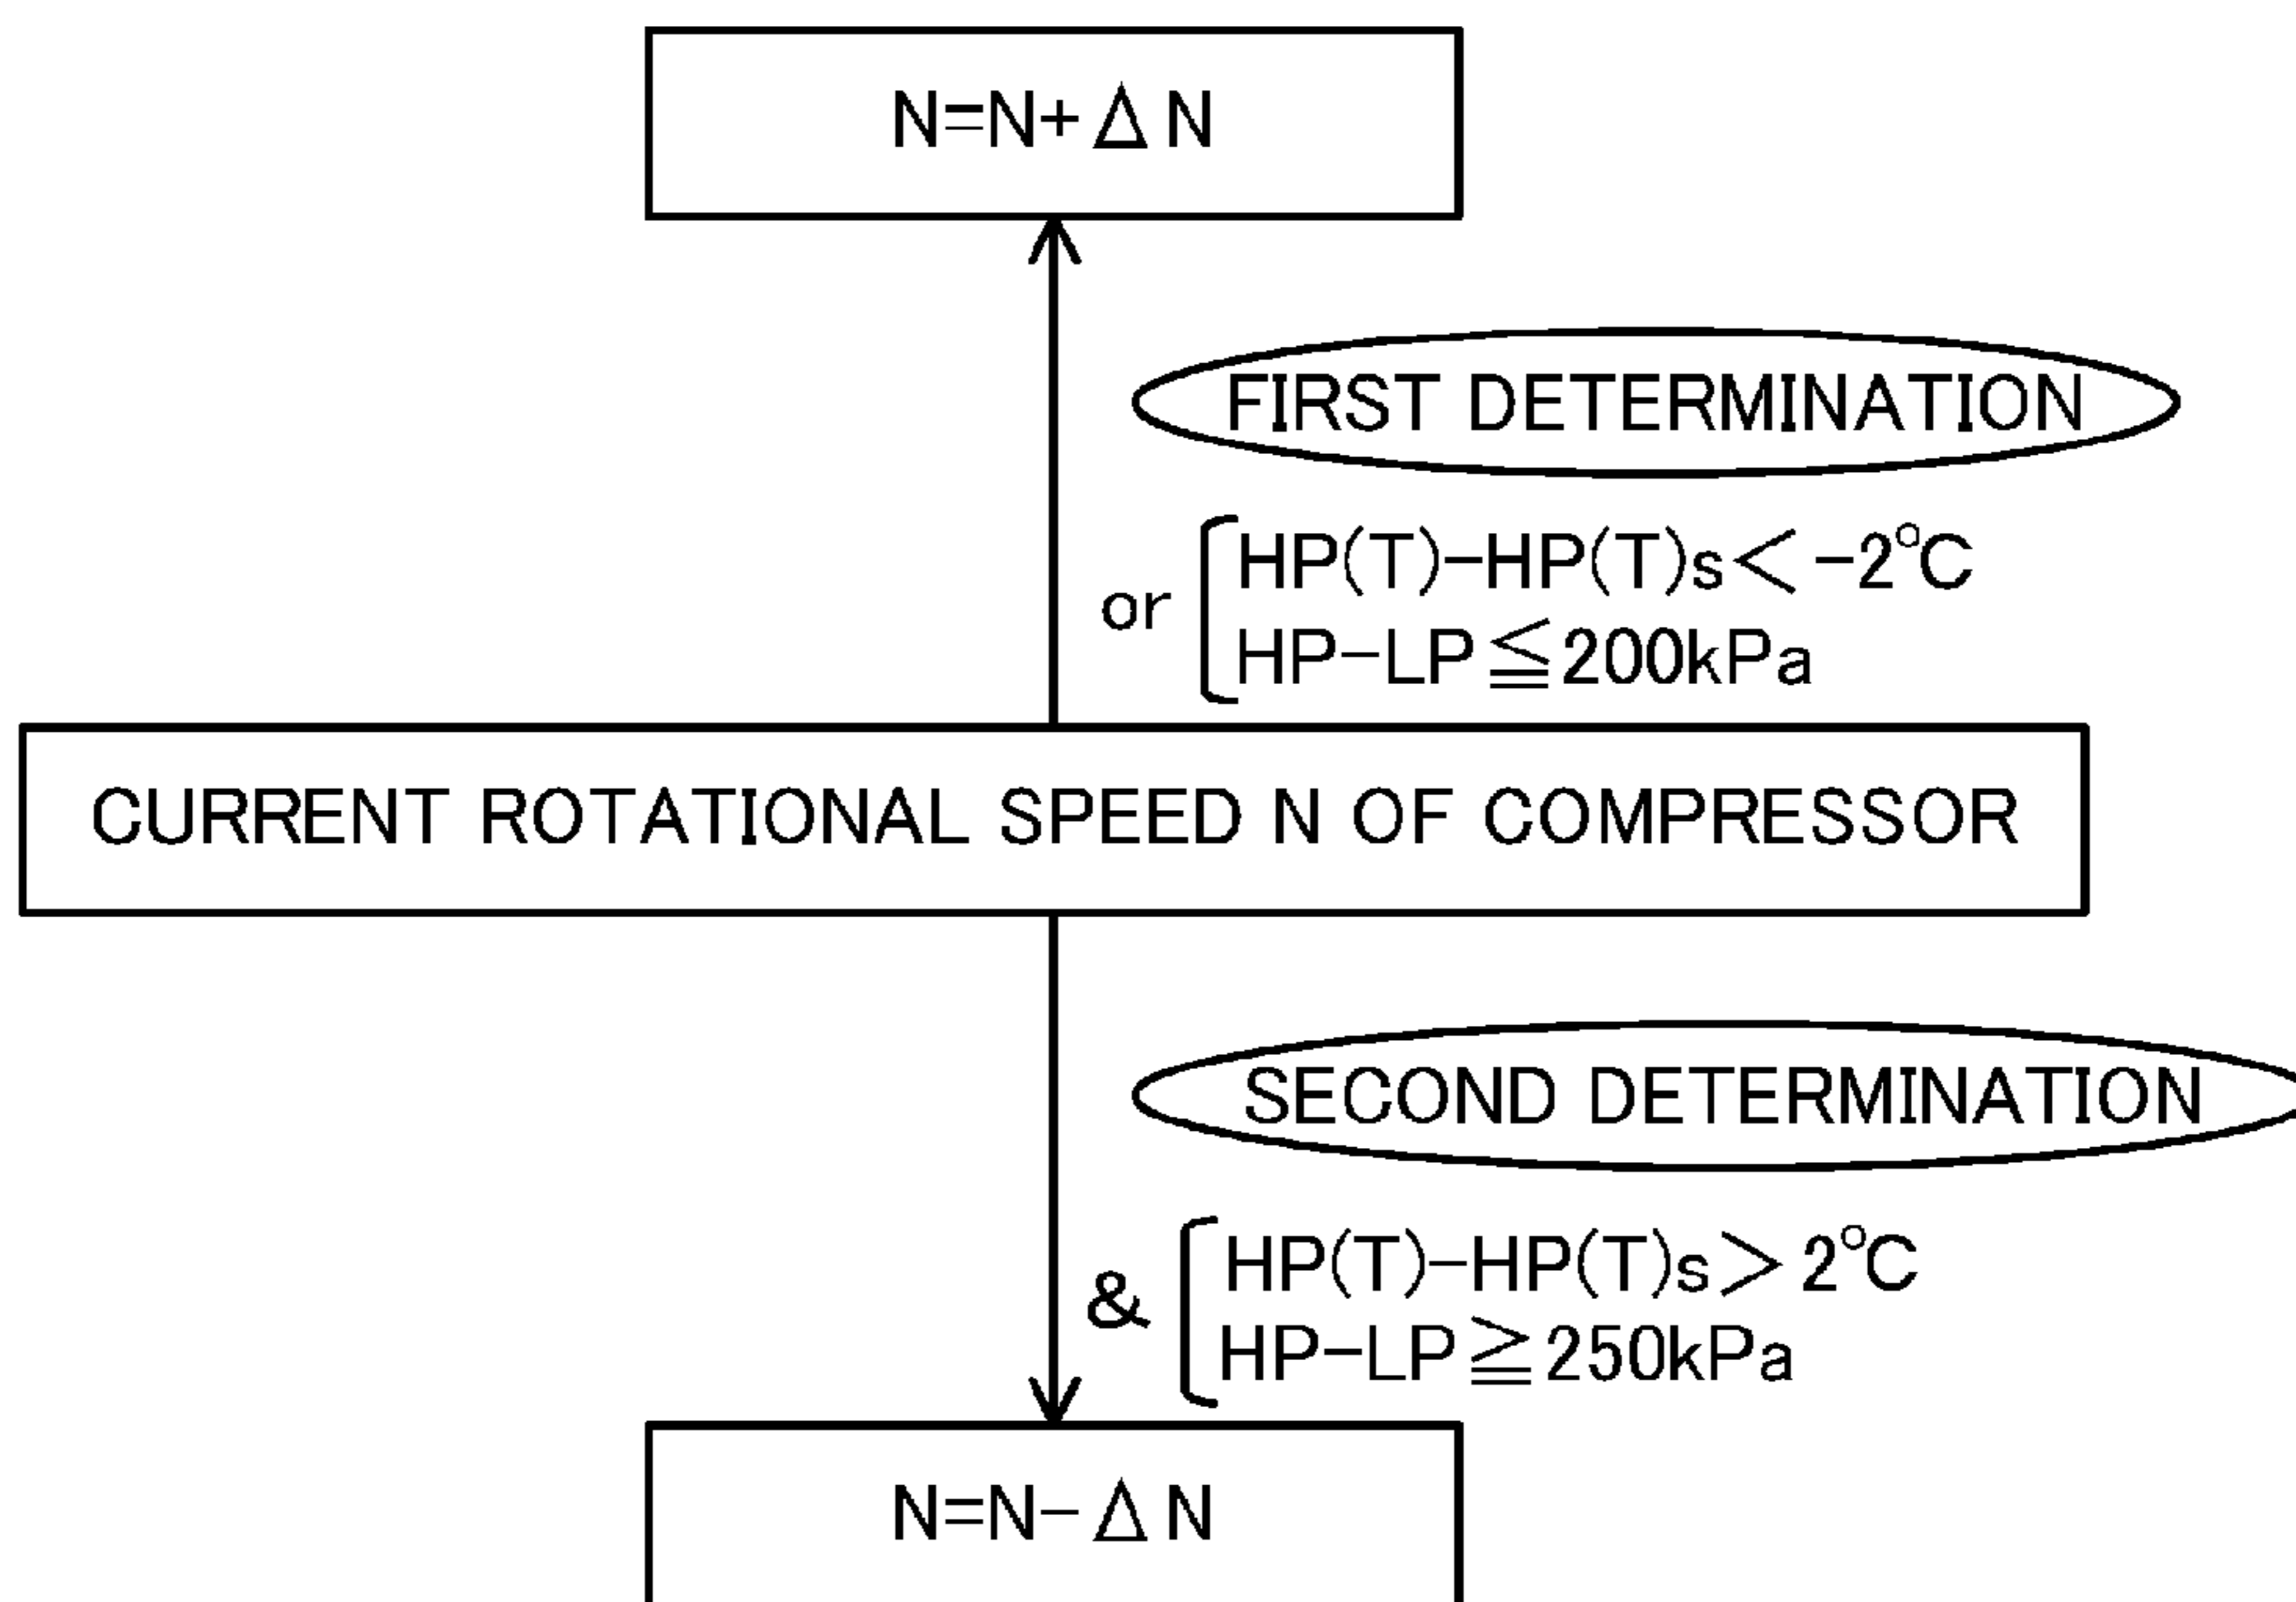 N=N+ΔN
FIRST DETERMINATION
HP(T)-HP(T)s＜-2℃
or
HP-LP≦200kPa
CURRENT ROTATIONAL SPEED N OF COMPRESSOR
SECOND DETERMINATION
HP(T)-HP(T)s＞2℃
&
HP-LP≧250kPa
N=N-ΔN